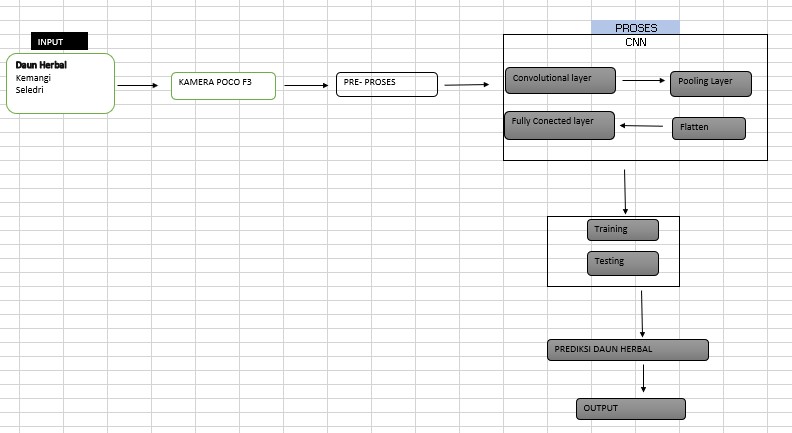 INPUT
Daun Herbal
Kemangi
Seledri
KAMERA POCO F3
PRE- PROSES
PROSES
CNN
Convolutional layer
Pooling Layer
Fully Conected layer
Flatten
Training
Testing
PREDIKSI DAUN HERBAL
OUTPUT